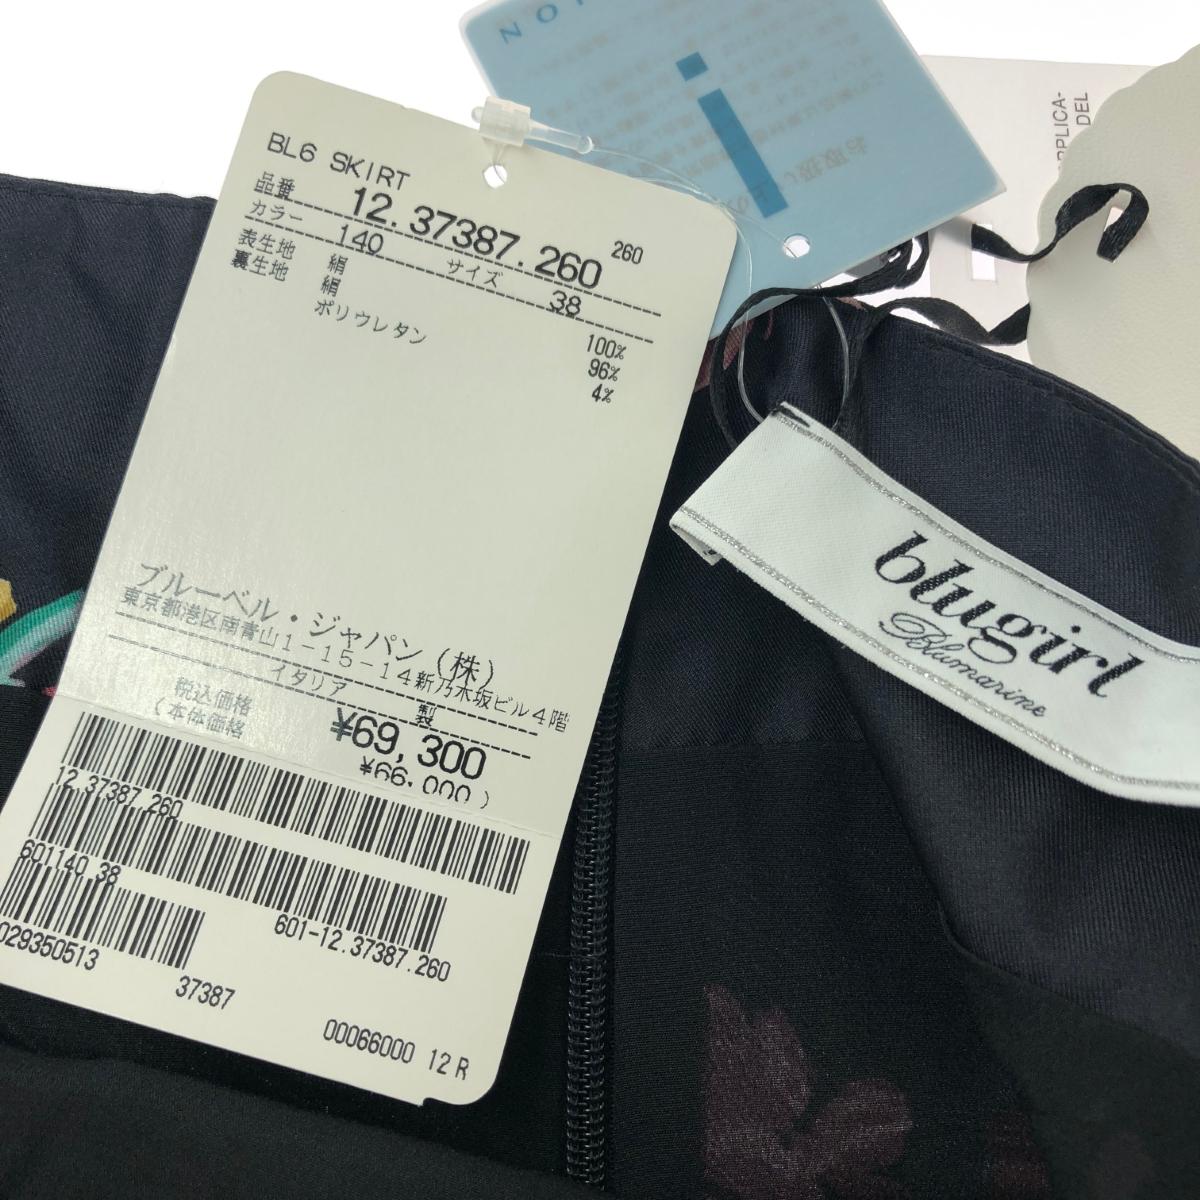 BL6 SKIRT
品番 12.37387.260 260
カラー 140 サイズ 38
表生地 絹 100%
裏生地 絹 96%
ポリウレタン 4%
ブルーベル・ジャパン(株)
東京都港区南青山1-15-14新乃木坂ビル4階
イタリア 製
税込価格 ¥69,300
(本体価格 ¥66,000)
12.37387.260
601140 38
601-12.37387.260
029350513
37387
00066000 12 R
blugirl
Blumarine
DEL
i